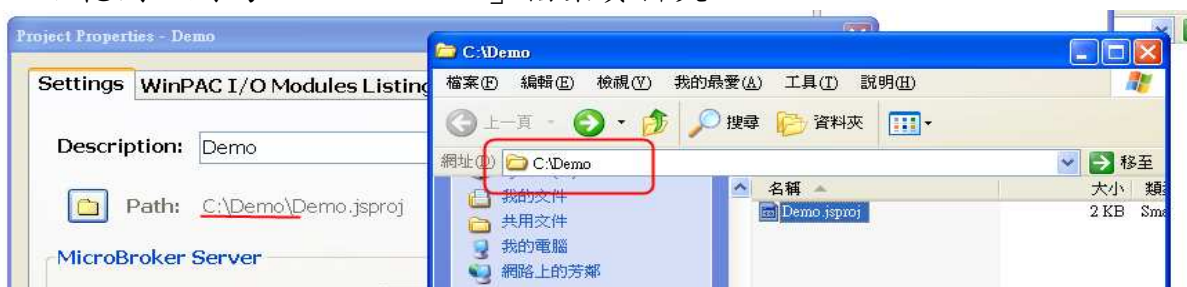 Project Properties - Demo
Settings
WinPAC I/O Modules Listing
Description:
Demo
Path:
C:\Demo\Demo.jsproj
MicroBroker Server
C:\Demo
檔案(F) 編輯(E) 檢視(V) 我的最愛(A) 工具(T) 說明(H)
上一頁
搜尋
資料夾
網址(D)
C:\Demo
移至
我的文件
共用文件
我的電腦
網路上的芳鄰
名稱
大小
Demo.jsproj
2 KB